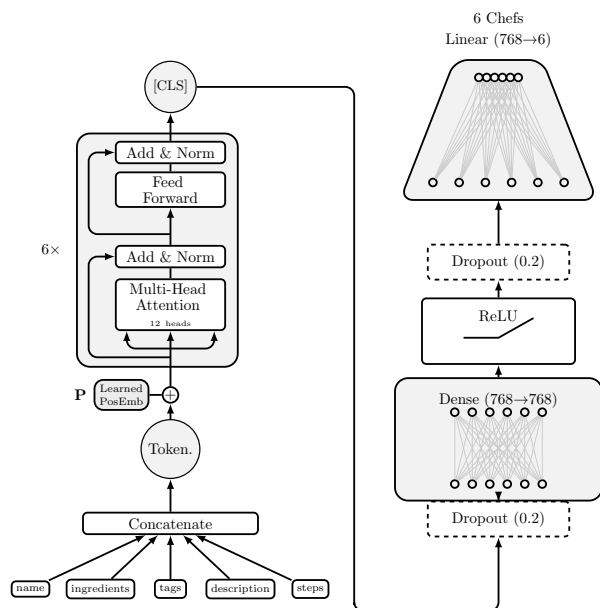 6 Chefs
Linear (768→6)
[CLS]
Add & Norm
Feed
Forward
6×
Add & Norm
Multi-Head
Attention
12 heads
P
Learned
PosEmb
+
Token.
Concatenate
name
ingredients
tags
description
steps
Dropout (0.2)
ReLU
Dense (768→768)
Dropout (0.2)